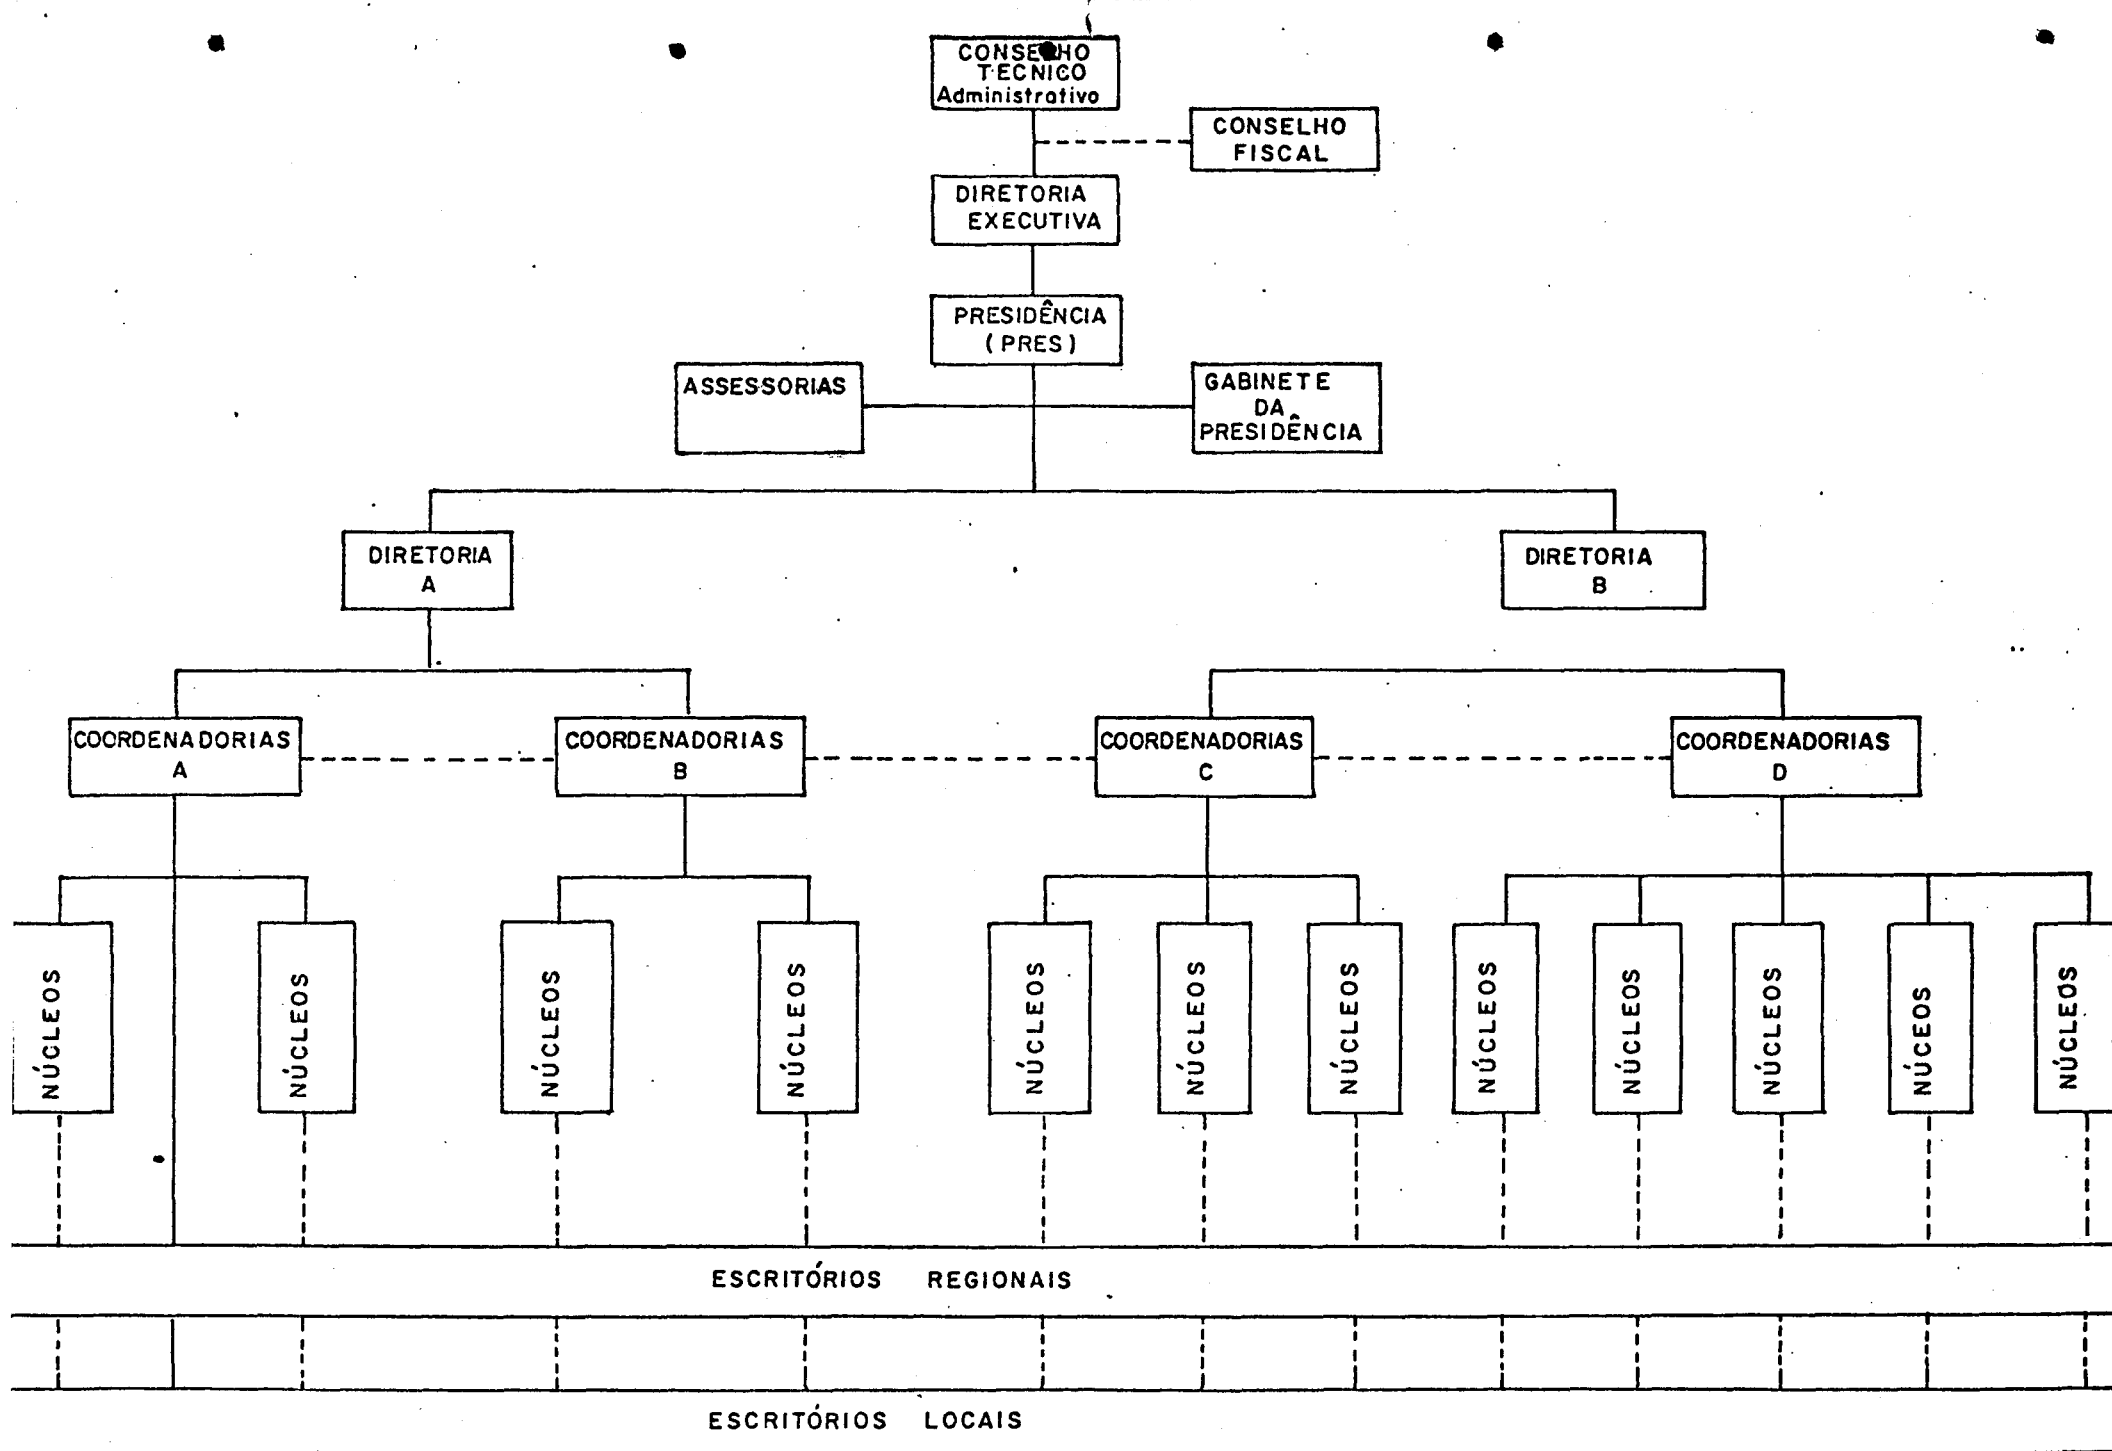 CONSELHO
TECNICO
Administrativo
CONSELHO
FISCAL
DIRETORIA
EXECUTIVA
PRESIDÊNCIA
(PRES)
ASSESSORIAS
GABINETE
DA
PRESIDÊNCIA
DIRETORIA
A
DIRETORIA
B
COORDENADORIAS
A
COORDENADORIAS
B
COORDENADORIAS
C
COORDENADORIAS
D
NÚCLEOS
NÚCLEOS
NÚCLEOS
NÚCLEOS
NÚCLEOS
NÚCLEOS
NÚCLEOS
NÚCLEOS
NÚCLEOS
NÚCLEOS
NÚCEOS
NÚCLEOS
ESCRITÓRIOS REGIONAIS
ESCRITÓRIOS LOCAIS